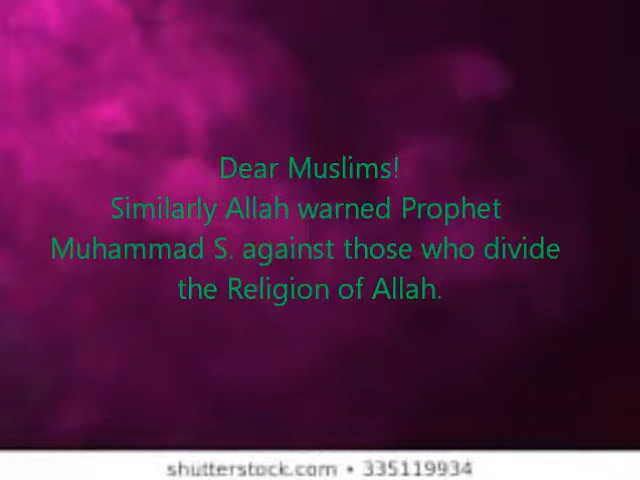 Dear Muslims!
Similarly Allah warned Prophet
Muhammad S. against those who divide
the Religion of Allah.
shutterstock.com • 335119934